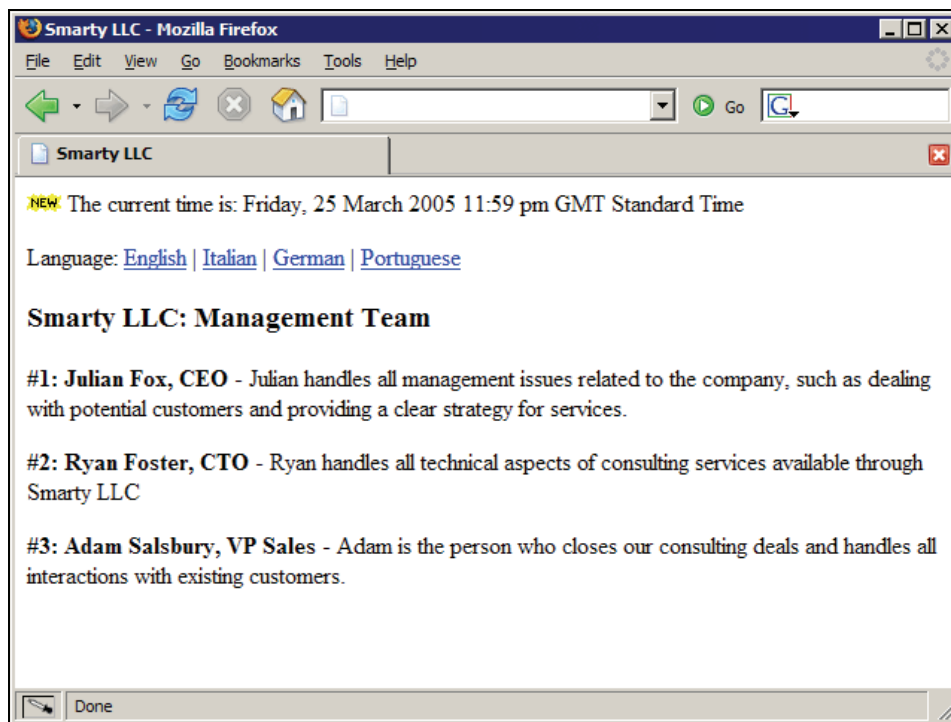 Smarty LLC - Mozilla Firefox
File Edit View Go Bookmarks Tools Help
Go G
Smarty LLC
NEW The current time is: Friday, 25 March 2005 11:59 pm GMT Standard Time
Language: English | Italian | German | Portuguese
Smarty LLC: Management Team
#1: Julian Fox, CEO - Julian handles all management issues related to the company, such as dealing
with potential customers and providing a clear strategy for services.
#2: Ryan Foster, CTO - Ryan handles all technical aspects of consulting services available through
Smarty LLC
#3: Adam Salsbury, VP Sales - Adam is the person who closes our consulting deals and handles all
interactions with existing customers.
Done